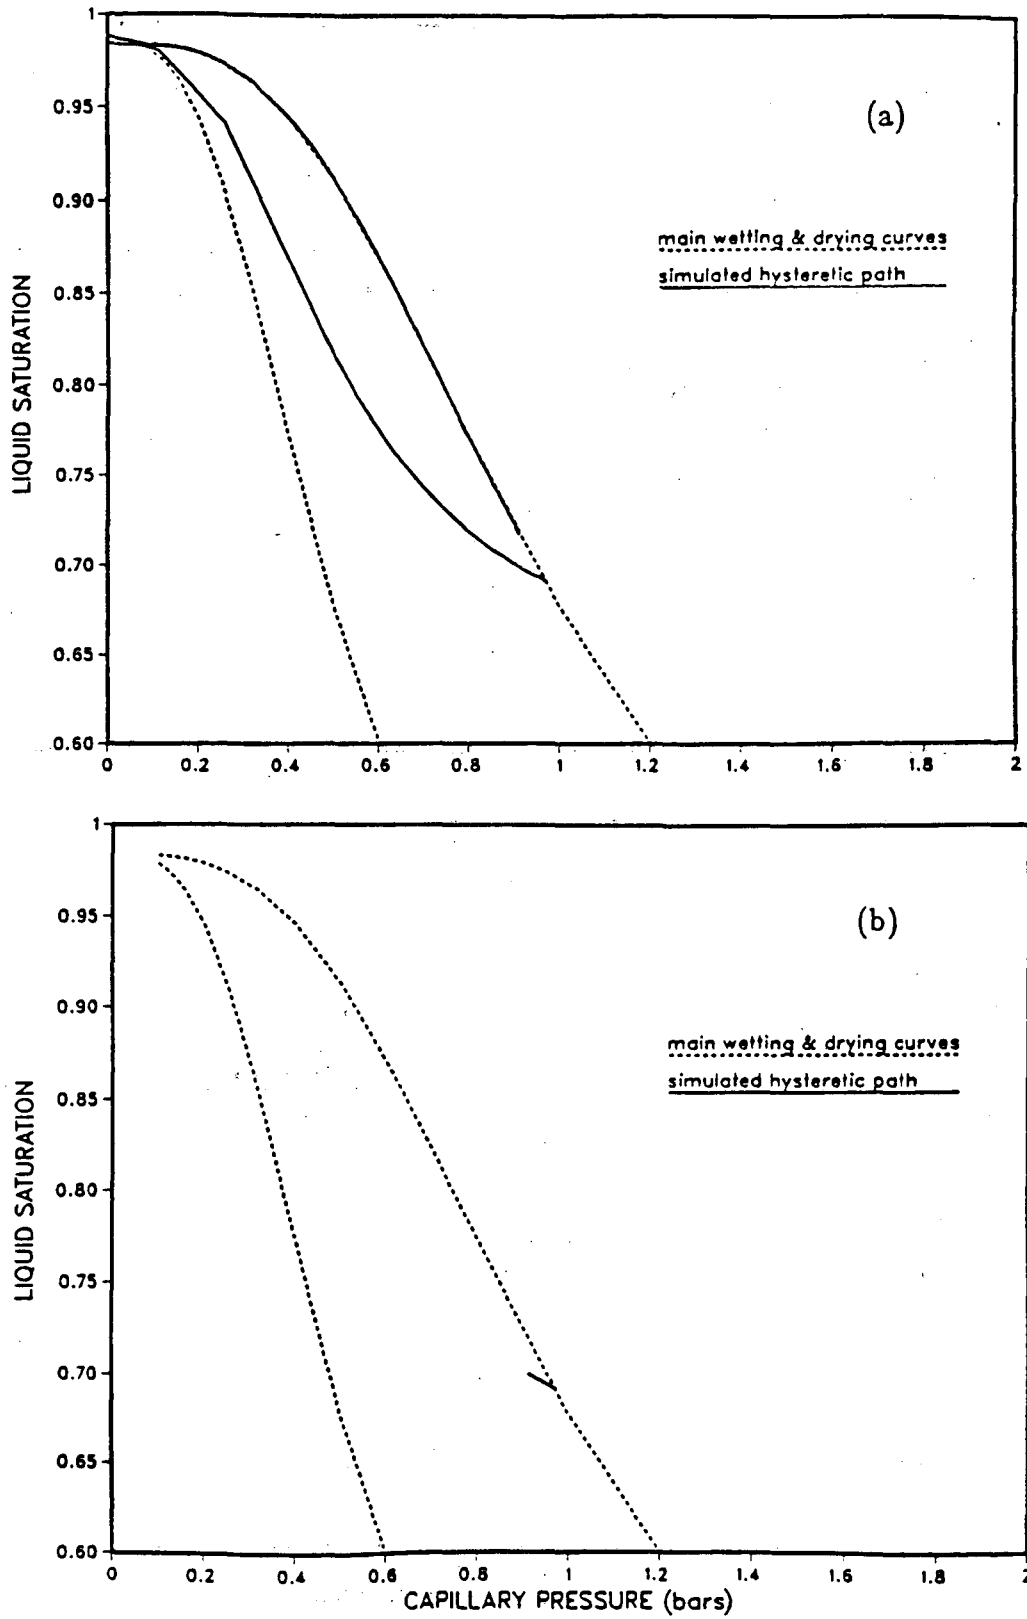 1
(a)
0.95
0.90
main wetting & drying curves
simulated hysteretic path
0.85
LIQUID SATURATION
0.80
0.75
0.70
0.65
0.60
0 0.2 0.4 0.6 0.8 1 1.2 1.4 1.6 1.8 2
1
(b)
0.95
0.90
main wetting & drying curves
simulated hysteretic path
0.85
LIQUID SATURATION
0.80
0.75
0.70
0.65
0.60
0 0.2 0.4 0.6 0.8 1 1.2 1.4 1.6 1.8 2
CAPILLARY PRESSURE (bars)